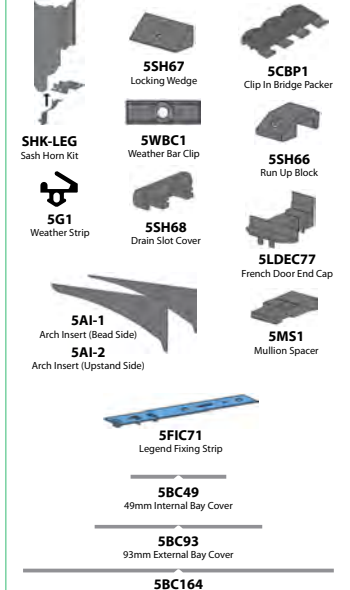 5SH67
Locking Wedge
5CBP1
Clip In Bridge Packer
SHK-LEG
Sash Horn Kit
5WBC1
Weather Bar Clip
5SH66
Run Up Block
5G1
Weather Strip
5SH68
Drain Slot Cover
5LDEC77
French Door End Cap
5AI-1
Arch Insert (Bead Side)
5AI-2
Arch Insert (Upstand Side)
5MS1
Mullion Spacer
5FIC71
Legend Fixing Strip
5BC49
49mm Internal Bay Cover
5BC93
93mm External Bay Cover
5BC164